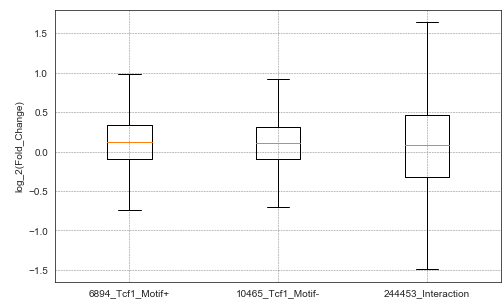 log_2(Fold_Change)
1.5
1.0
0.5
0.0
−0.5
−1.0
−1.5
6894_Tcf1_Motif+
10465_Tcf1_Motif-
244453_Interaction